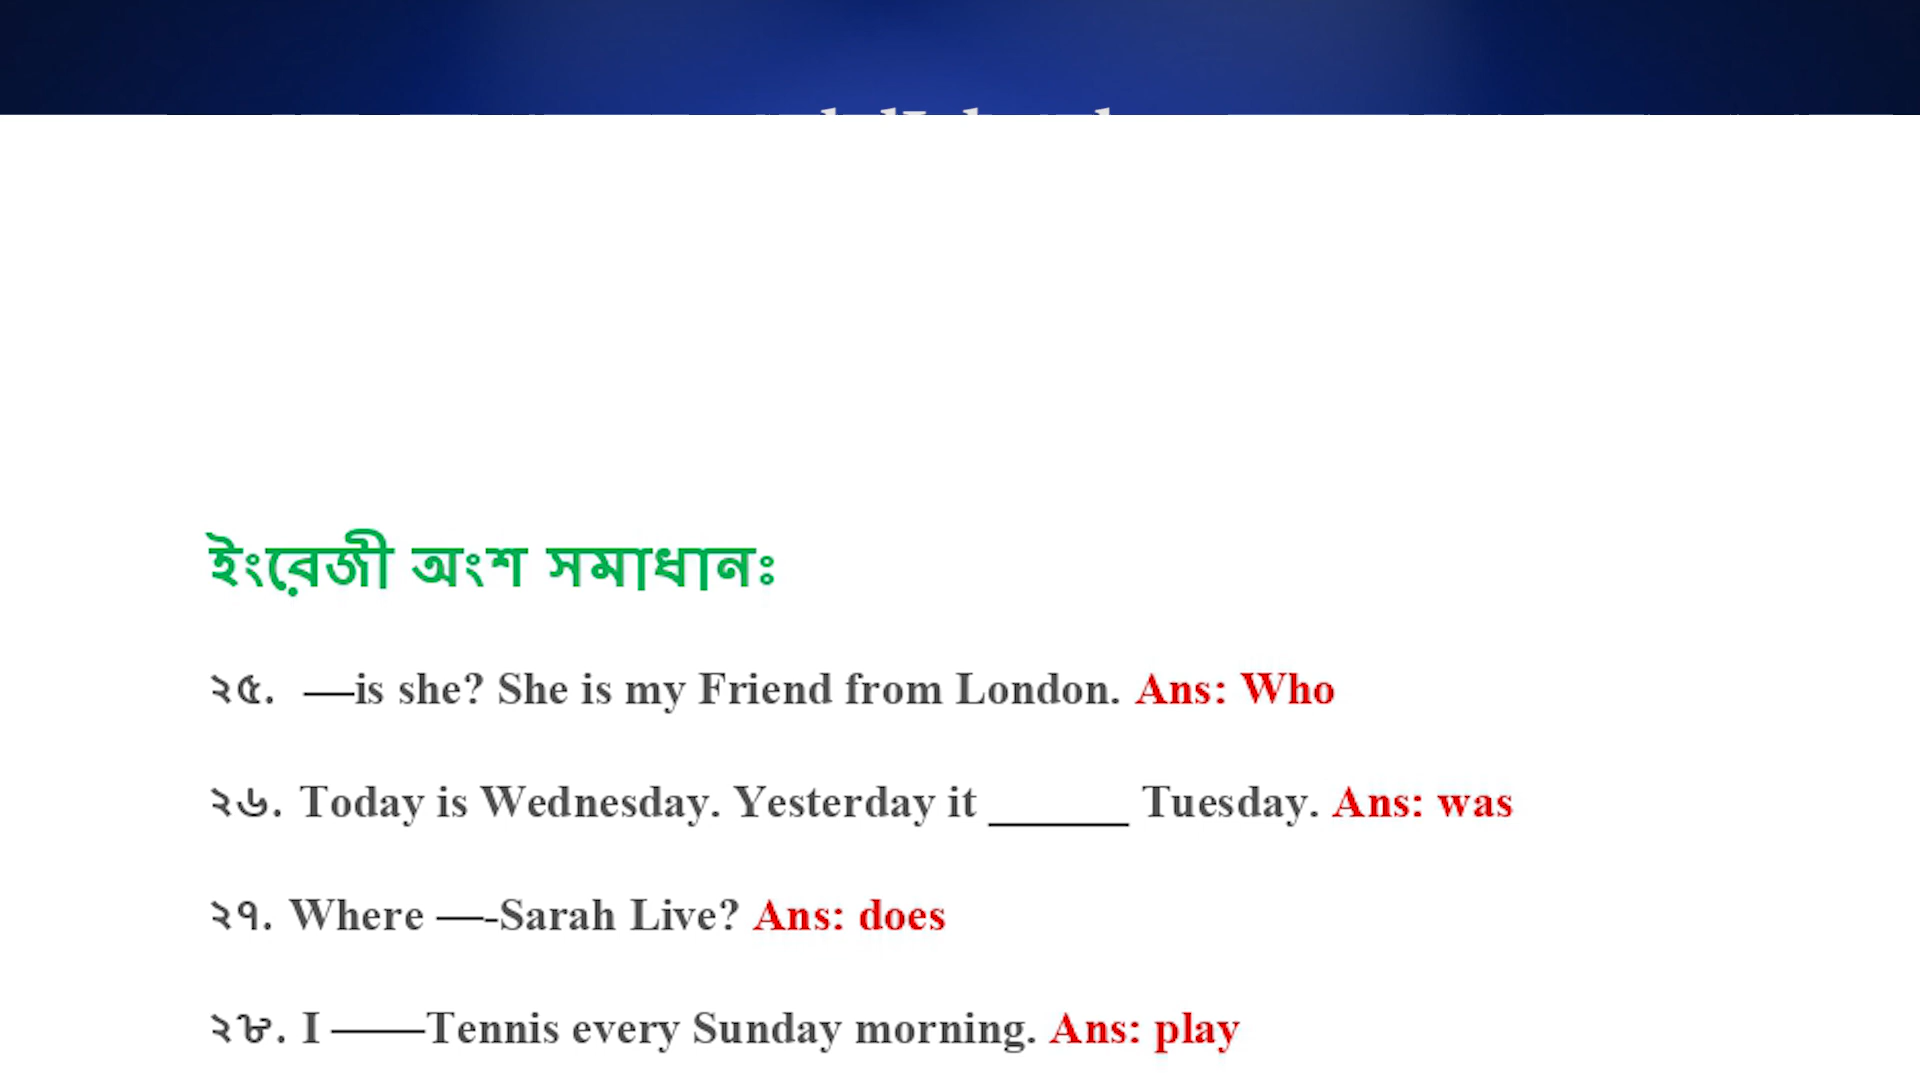 ইংরেজী অংশ সমাধানঃ
২৫. —is she? She is my Friend from London. Ans: Who
২৬. Today is Wednesday. Yesterday it ______ Tuesday. Ans: was
২৭. Where —-Sarah Live? Ans: does
২৮. I ——Tennis every Sunday morning. Ans: play